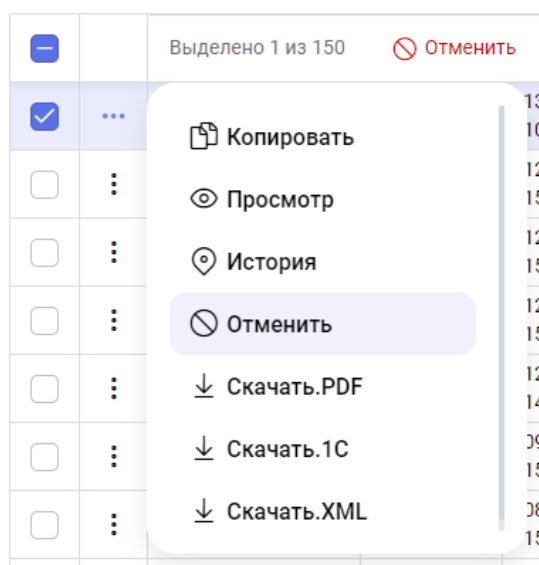 Выделено 1 из 150
Отменить
Копировать
Просмотр
История
Отменить
Скачать.PDF
Скачать.1С
Скачать.XML